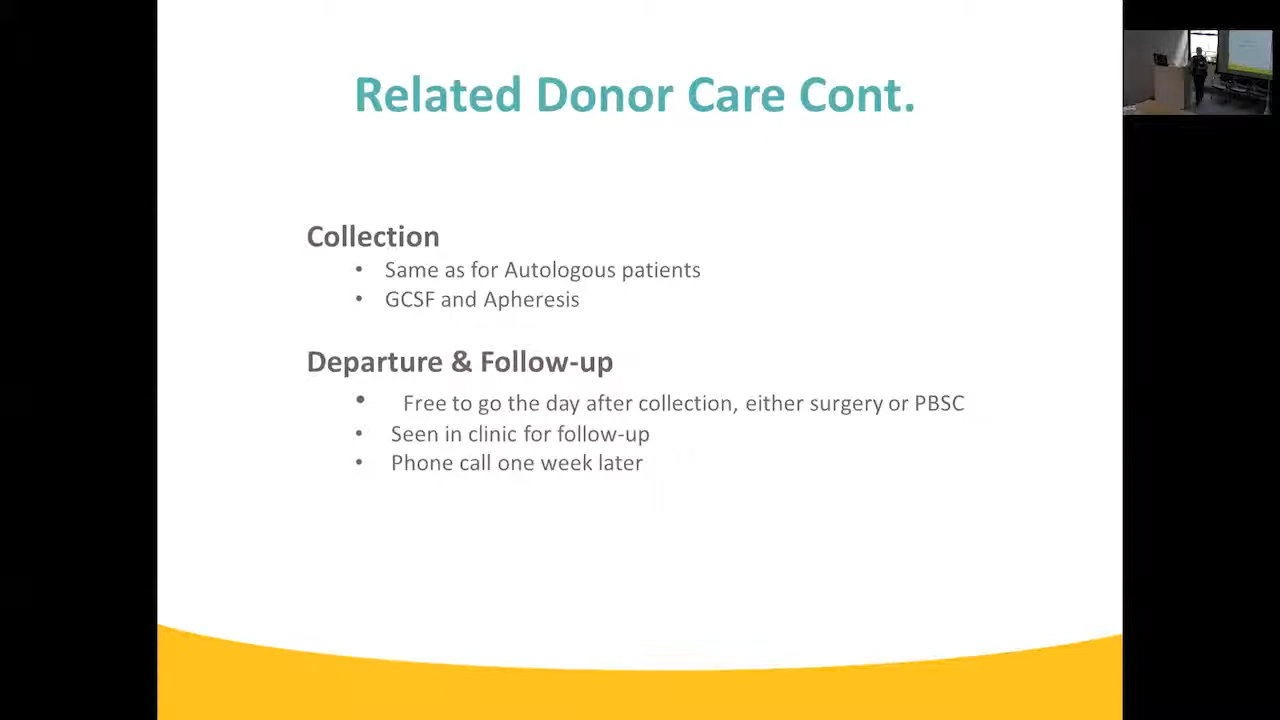 Related Donor Care Cont.
Collection
• Same as for Autologous patients
• GCSF and Apheresis
Departure & Follow-up
• Free to go the day after collection, either surgery or PBSC
• Seen in clinic for follow-up
• Phone call one week later